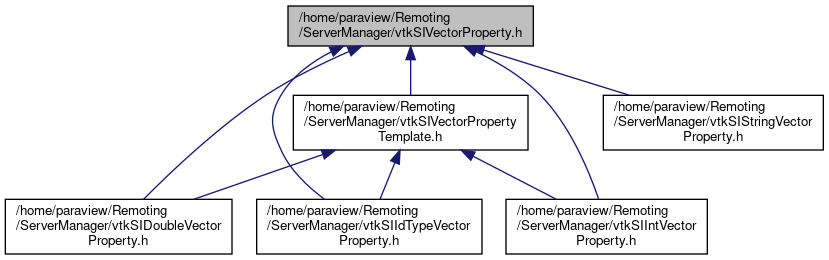 /home/paraview/Remoting
/ServerManager/vtkSIVectorProperty.h
/home/paraview/Remoting
/ServerManager/vtkSIVectorProperty
Template.h
/home/paraview/Remoting
/ServerManager/vtkSIStringVector
Property.h
/home/paraview/Remoting
/ServerManager/vtkSIDoubleVector
Property.h
/home/paraview/Remoting
/ServerManager/vtkSIIdTypeVector
Property.h
/home/paraview/Remoting
/ServerManager/vtkSIIntVector
Property.h